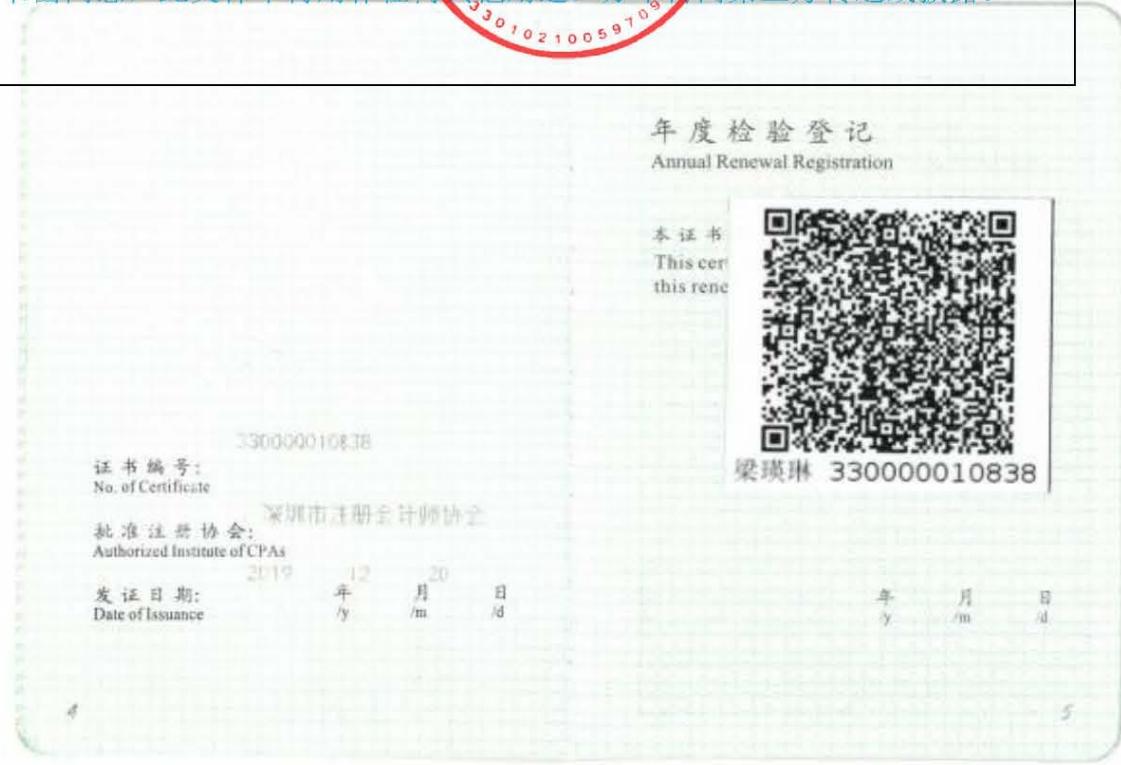 3301021005970
年度检验登记
Annual Renewal Registration
本证书
This cer
this rene
梁瑛琳 330000010838
330000010838
证书编号:
No. of Certificate
深圳市注册会计师协会
批准注册协会:
Authorized Institute of CPAs
2019 12 20
发证日期: 年 月 日
Date of Issuance /y /m /d
年 月 日
/y /m /d
4
5